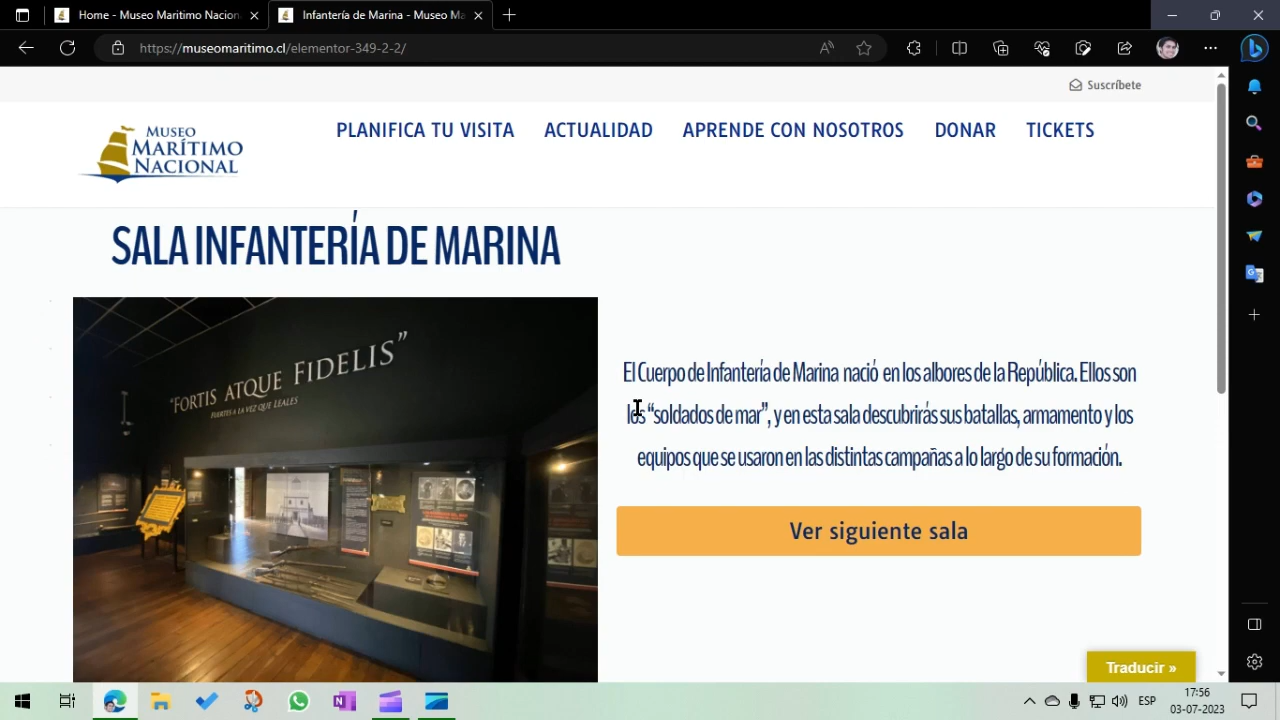 Home - Museo Maritimo Nacion
Infantería de Marina - Museo Ma
https://museomaritimo.cl/elementor-349-2-2/
Suscríbete
MUSEO
MARÍTIMO
NACIONAL
PLANIFICA TU VISITA
ACTUALIDAD
APRENDE CON NOSOTROS
DONAR
TICKETS
SALA INFANTERÍA DE MARINA
"FORTIS ATQUE FIDELIS"
FUERTES A LA VEZ QUE LEALES
El Cuerpo de Infantería de Marina nació en los albores de la República. Ellos son
los “soldados de mar”, y en esta sala descubrirás sus batallas, armamento y los
equipos que se usaron en las distintas campañas a lo largo de su formación.
Ver siguiente sala
Traducir »
ESP
17:56
03-07-2023